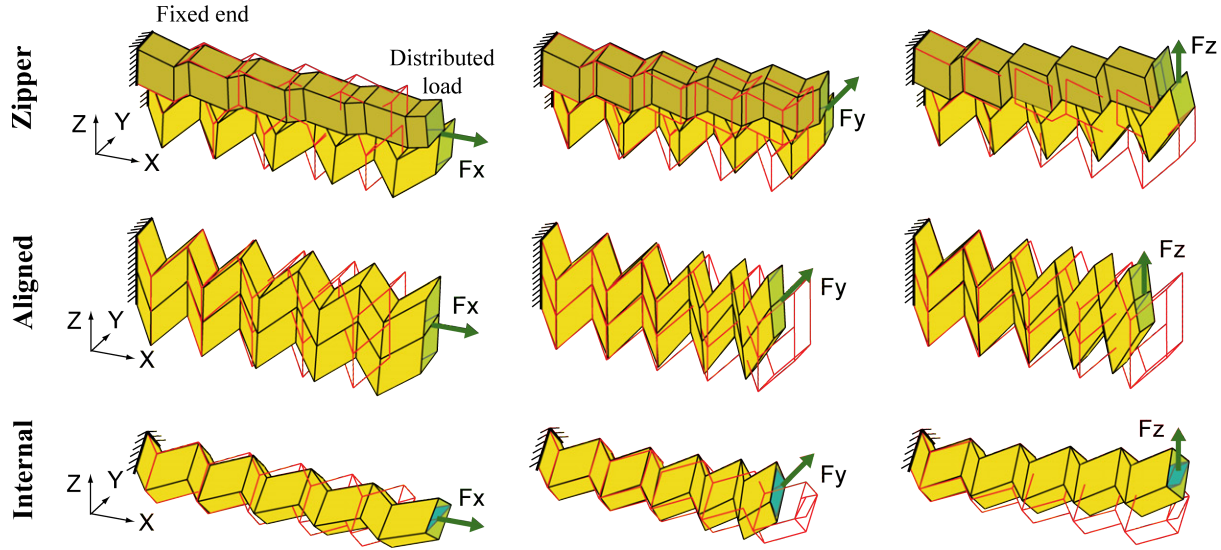 Fixed end
Distributed
load
Zipper
Z
Y
X
Fx
Fy
Fz
Aligned
Z
Y
X
Fx
Fy
Fz
Internal
Z
Y
X
Fx
Fy
Fz